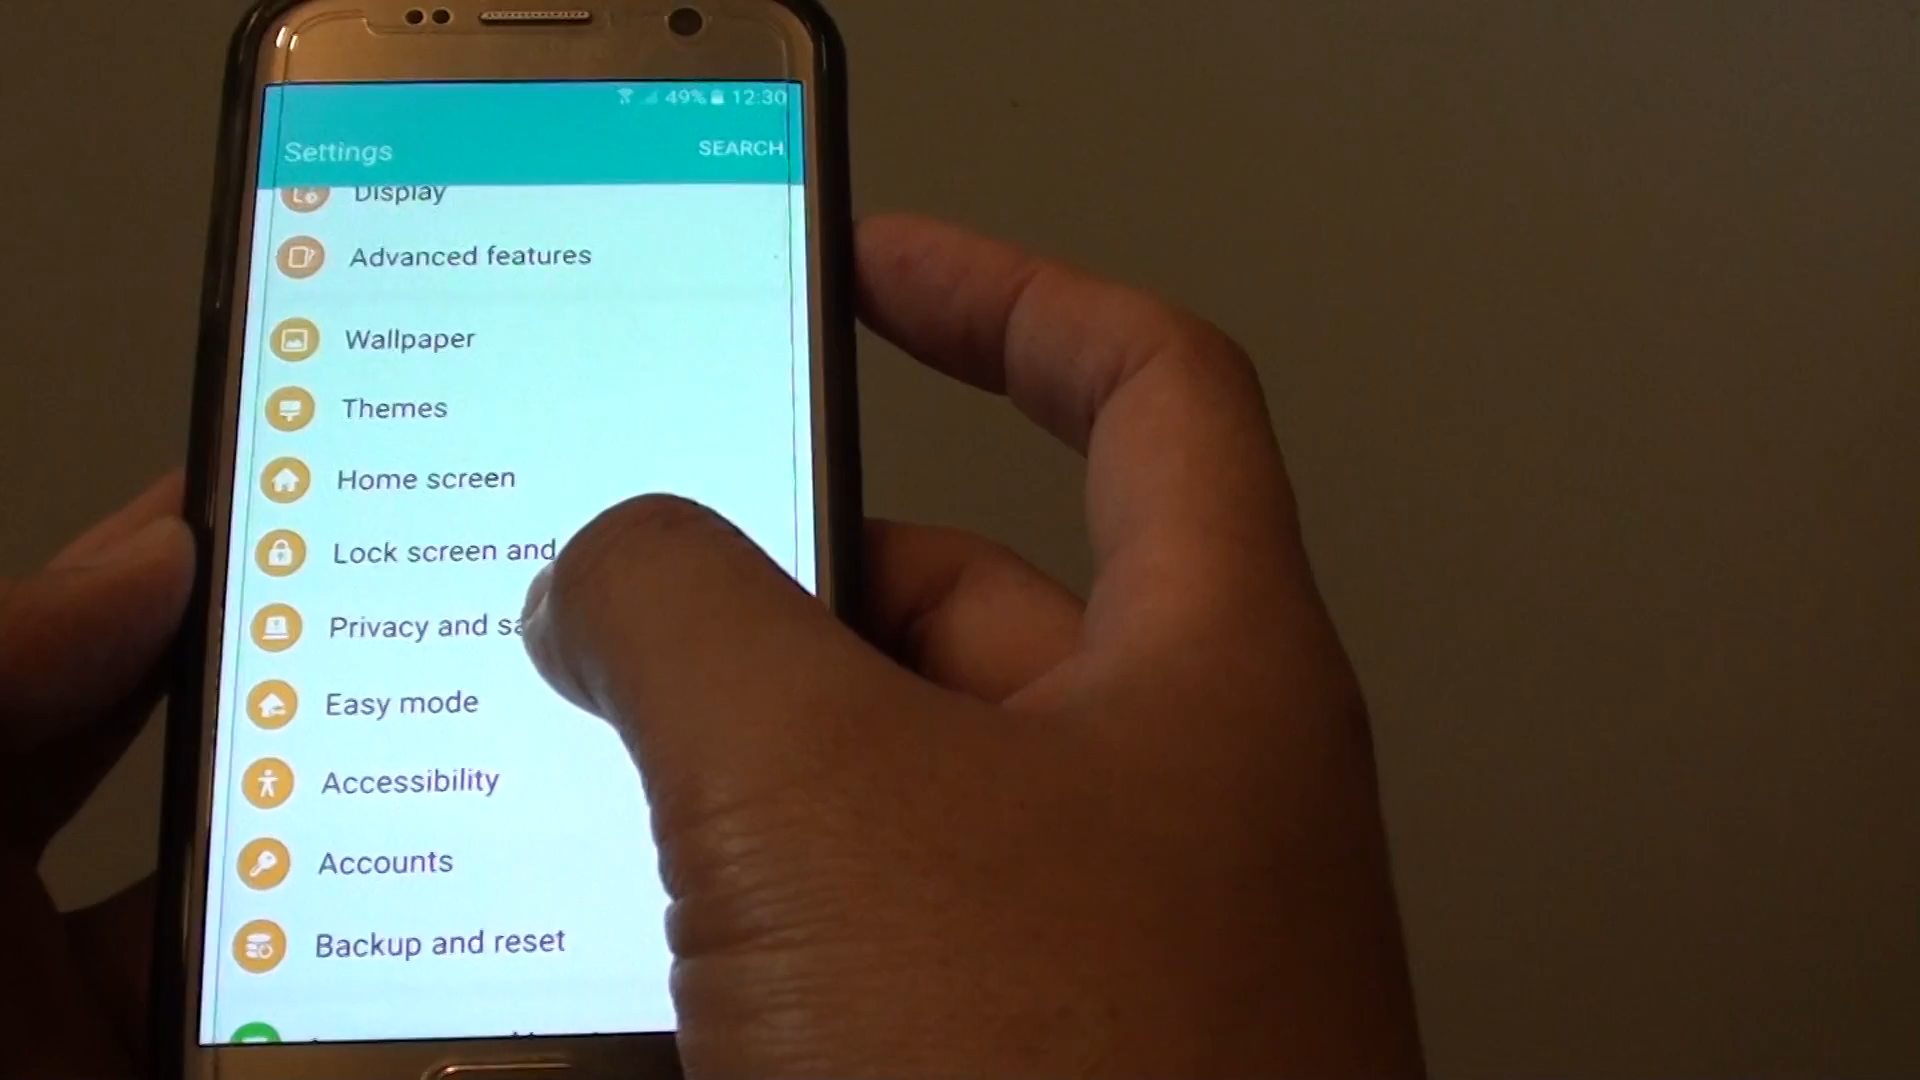 49% 12:30
Settings
SEARCH
Display
Advanced features
Wallpaper
Themes
Home screen
Lock screen and
Privacy and sa
Easy mode
Accessibility
Accounts
Backup and reset